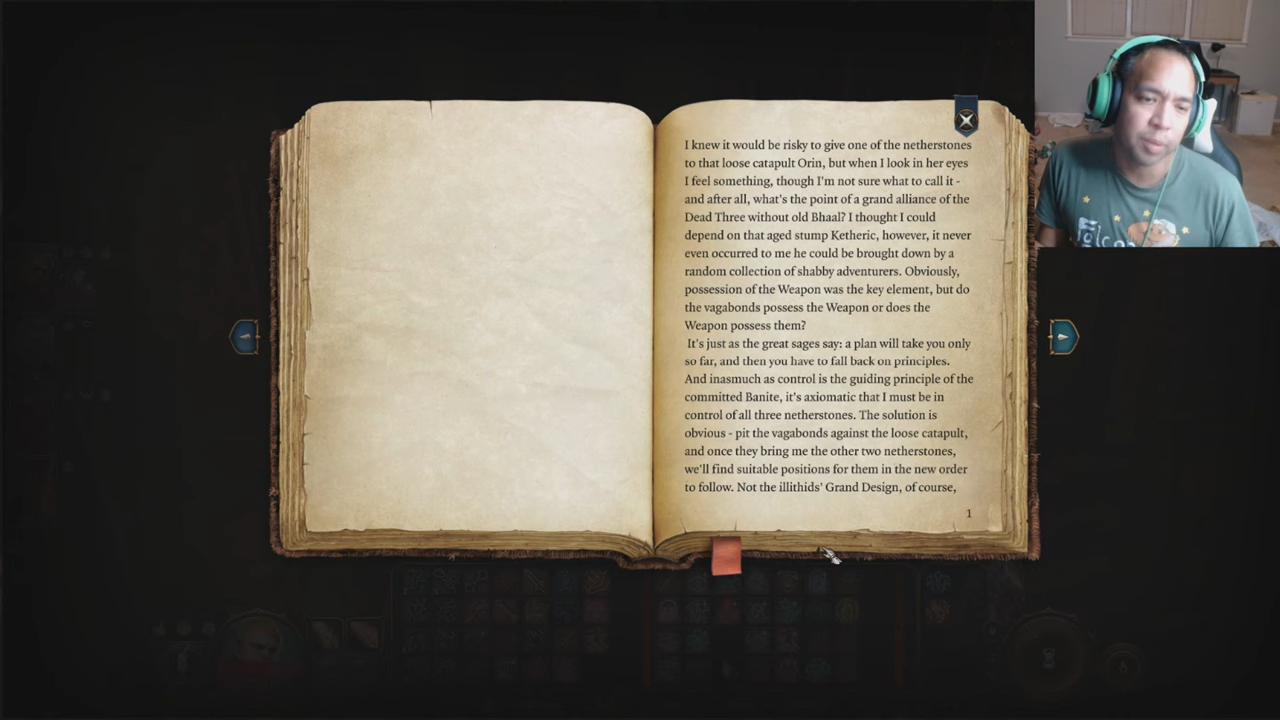 I knew it would be risky to give one of the netherstones
to that loose catapult Orin, but when I look in her eyes
I feel something, though I'm not sure what to call it -
and after all, what's the point of a grand alliance of the
Dead Three without old Bhaal? I thought I could
depend on that aged stump Ketheric, however, it never
even occurred to me he could be brought down by a
random collection of shabby adventurers. Obviously,
possession of the Weapon was the key element, but do
the vagabonds possess the Weapon or does the
Weapon possess them?
It's just as the great sages say: a plan will take you only
so far, and then you have to fall back on principles.
And inasmuch as control is the guiding principle of the
committed Banite, it's axiomatic that I must be in
control of all three netherstones. The solution is
obvious - pit the vagabonds against the loose catapult,
and once they bring me the other two netherstones,
we'll find suitable positions for them in the new order
to follow. Not the illithids' Grand Design, of course,
1